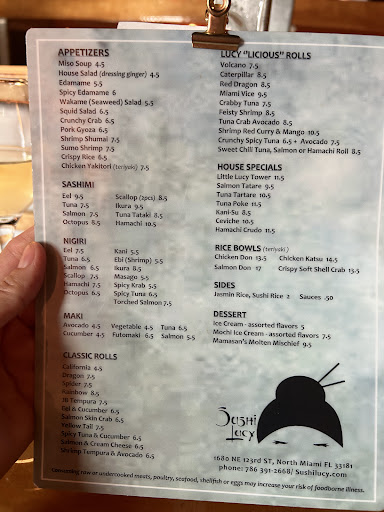 APPETIZERS
Miso Soup 4.5
House Salad (dressing ginger) 4.5
Edamame 5.5
Spicy Edamame 6
Wakame (Seaweed) Salad 5.5
Squid Salad 6.5
Crunchy Crab 6.5
Pork Gyoza 6.5
Shrimp Shumai 7.5
Sumo Shrimp 7.5
Crispy Rice 6.5
Chicken Yakitori (teriyaki) 7.5
SASHIMI
Eel 9.5 Scallop (2pcs) 8.5
Tuna 7.5 Ikura 9.5
Salmon 7.5 Tuna Tataki 8.5
Octopus 8.5 Hamachi 10.5
NIGIRI
Eel 7.5 Kani 5.5
Tuna 6.5 Ebi (Shrimp) 5.5
Salmon 6.5 Ikura 8.5
Scallop 7.5 Masago 5.5
Hamachi 7.5 Spicy Krab 5.5
Octopus 6.5 Spicy Tuna 6.5
Torched Salmon 7.5
MAKI
Avocado 4.5 Vegetable 4.5 Tuna 6.5
Cucumber 4.5 Futomaki 6.5 Salmon 5.5
CLASSIC ROLLS
California 4.5
Dragon 7.5
Spider 7.5
Rainbow 8.5
JB Tempura 7.5
Eel & Cucumber 6.5
Salmon Skin Crab 6.5
Yellow Tail 7.5
Spicy Tuna & Cucumber 6.5
Salmon & Cream Cheese 6.5
Shrimp Tempura & Avocado 6.5
LUCY "LICIOUS" ROLLS
Volcano 7.5
Caterpillar 8.5
Red Dragon 8.5
Miami Vice 9.5
Crabby Tuna 7.5
Feisty Shrimp 8.5
Tuna Crab Avocado 8.5
Shrimp Red Curry & Mango 10.5
Crunchy Spicy Tuna 6.5 + Avocado 7.5
Sweet Chili Tuna, Salmon or Hamachi Roll 8.5
HOUSE SPECIALS
Little Lucy Tower 11.5
Salmon Tatare 9.5
Tuna Tartare 10.5
Tuna Poke 11.5
Kani-Su 8.5
Ceviche 10.5
Hamachi Crudo 11.5
RICE BOWLS (teriyaki)
Chicken Don 13.5 Chicken Katsu 14.5
Salmon Don 17 Crispy Soft Shell Crab 13.5
SIDES
Jasmin Rice, Sushi Rice 2 Sauces .50
DESSERT
Ice Cream - assorted flavors 5
Mochi Ice Cream - assorted flavors 7.5
Mamasan's Molten Mischief 9.5
Sushi
Lucy
1680 NE 123RD ST, North Miami FL 33181
phone: 786 391-2668/ Sushilucy.com
Consuming raw or undercooked meats, poultry, seafood, shellfish or eggs may increase your risk of foodborne illness.